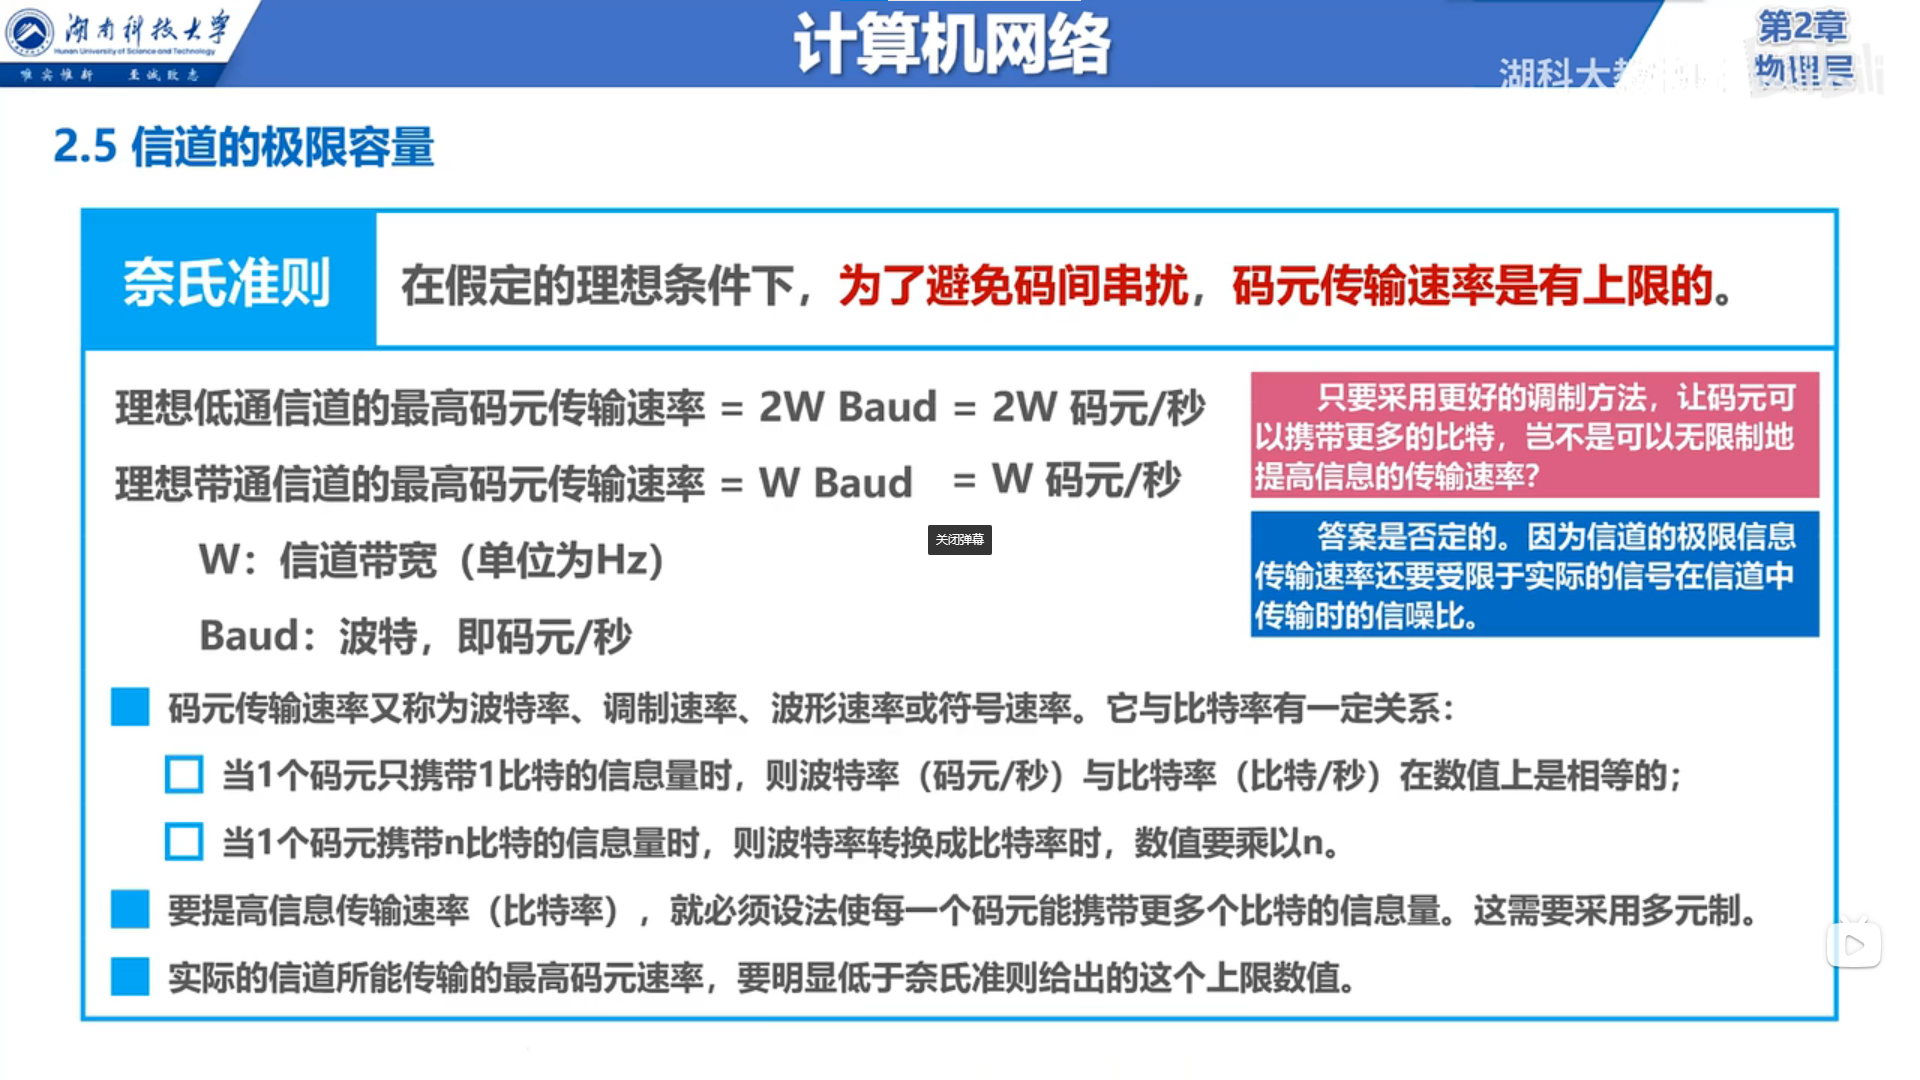 湖南科技大学
Hunan University of Science and Technology
唯实惟新 至诚致志
计算机网络
第2章
物理层
湖科大教
2.5 信道的极限容量
奈氏准则
在假定的理想条件下，为了避免码间串扰，码元传输速率是有上限的。
理想低通信道的最高码元传输速率 = 2W Baud = 2W 码元/秒
理想带通信道的最高码元传输速率 = W Baud = W 码元/秒
W：信道带宽（单位为Hz）
Baud：波特，即码元/秒
只要采用更好的调制方法，让码元可
以携带更多的比特，岂不是可以无限制地
提高信息的传输速率？
答案是否定的。因为信道的极限信息
传输速率还要受限于实际的信号在信道中
传输时的信噪比。
关闭弹幕
码元传输速率又称为波特率、调制速率、波形速率或符号速率。它与比特率有一定关系：
当1个码元只携带1比特的信息量时，则波特率（码元/秒）与比特率（比特/秒）在数值上是相等的；
当1个码元携带n比特的信息量时，则波特率转换成比特率时，数值要乘以n。
要提高信息传输速率（比特率），就必须设法使每一个码元能携带更多个比特的信息量。这需要采用多元制。
实际的信道所能传输的最高码元速率，要明显低于奈氏准则给出的这个上限数值。